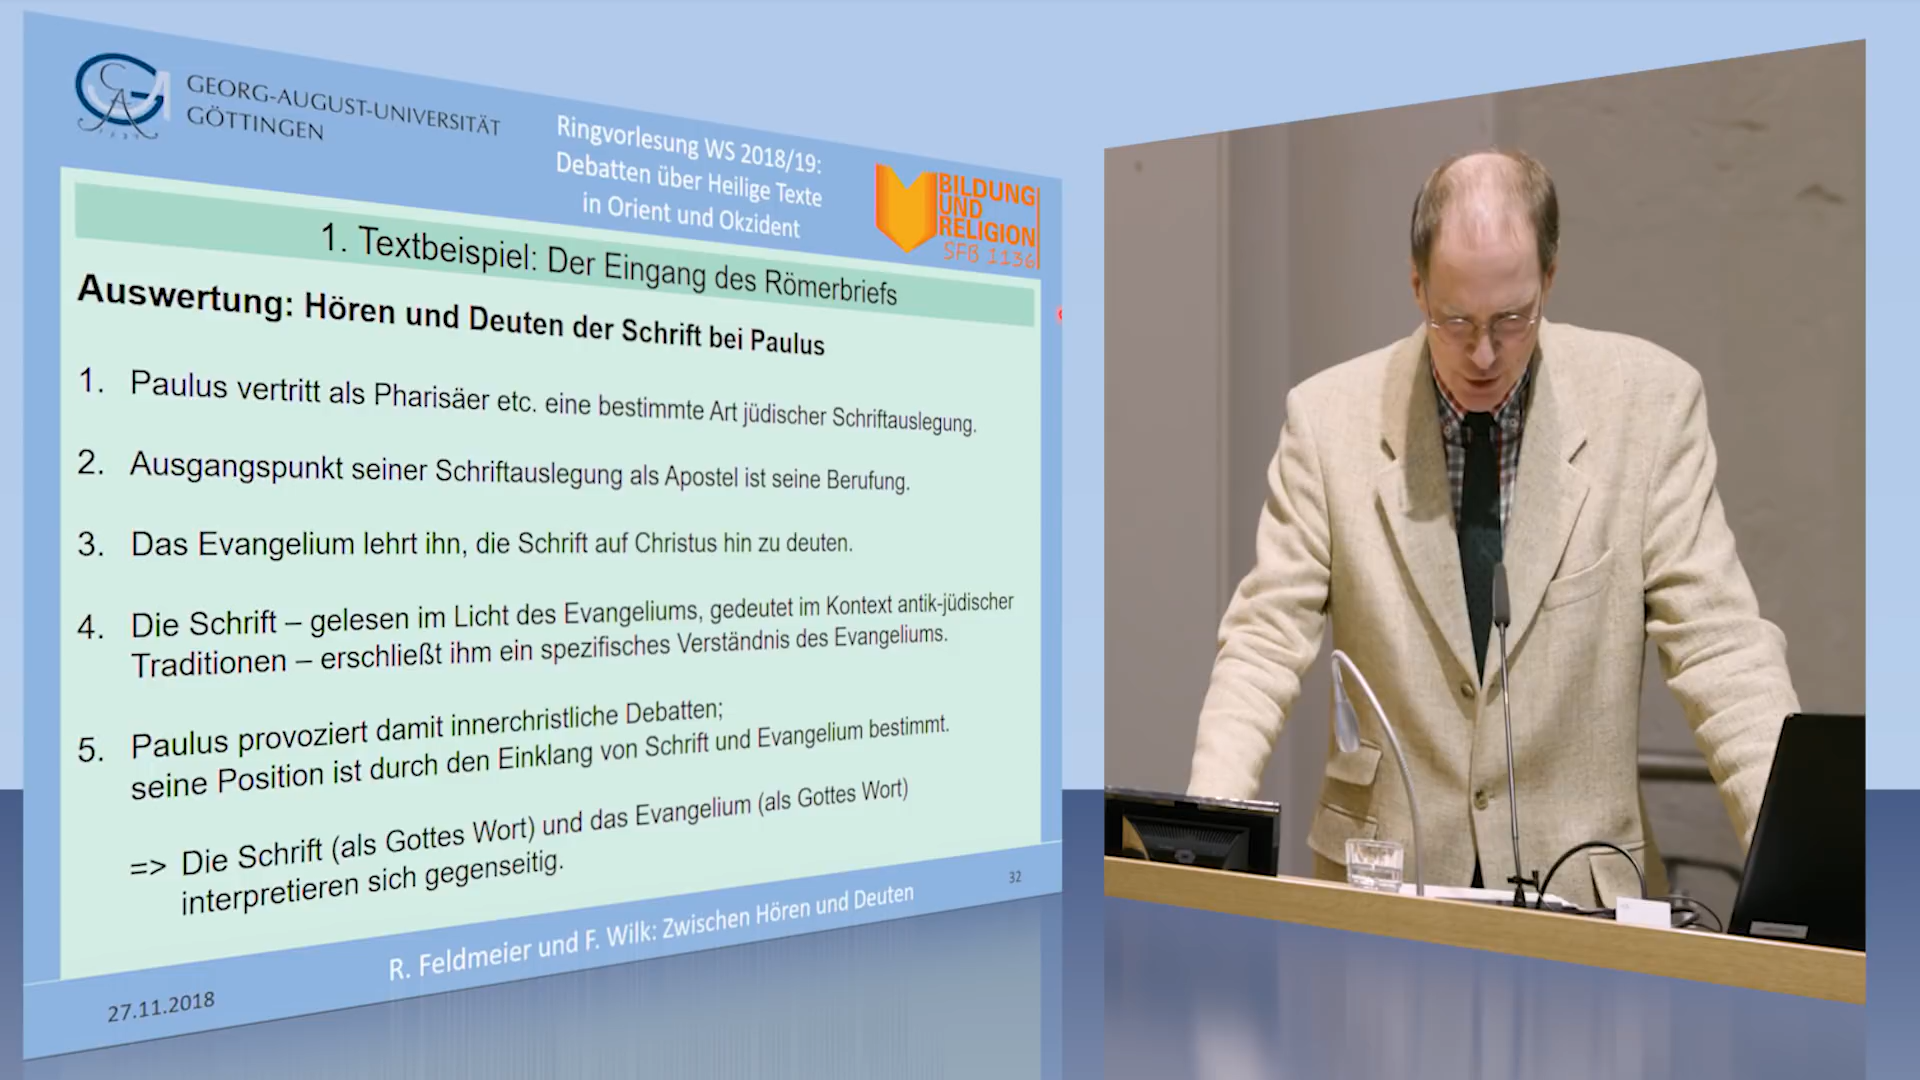 GEORG-AUGUST-UNIVERSITÄT
GÖTTINGEN
Ringvorlesung WS 2018/19:
Debatten über Heilige Texte
in Orient und Okzident
BILDUNG
UND
RELIGION
SFB 1136
1. Textbeispiel: Der Eingang des Römerbriefs
Auswertung: Hören und Deuten der Schrift bei Paulus
1. Paulus vertritt als Pharisäer etc. eine bestimmte Art jüdischer Schriftauslegung.
2. Ausgangspunkt seiner Schriftauslegung als Apostel ist seine Berufung.
3. Das Evangelium lehrt ihn, die Schrift auf Christus hin zu deuten.
4. Die Schrift – gelesen im Licht des Evangeliums, gedeutet im Kontext antik-jüdischer
Traditionen – erschließt ihm ein spezifisches Verständnis des Evangeliums.
5. Paulus provoziert damit innerchristliche Debatten;
seine Position ist durch den Einklang von Schrift und Evangelium bestimmt.
=> Die Schrift (als Gottes Wort) und das Evangelium (als Gottes Wort)
interpretieren sich gegenseitig.
32
R. Feldmeier und F. Wilk: Zwischen Hören und Deuten
27.11.2018